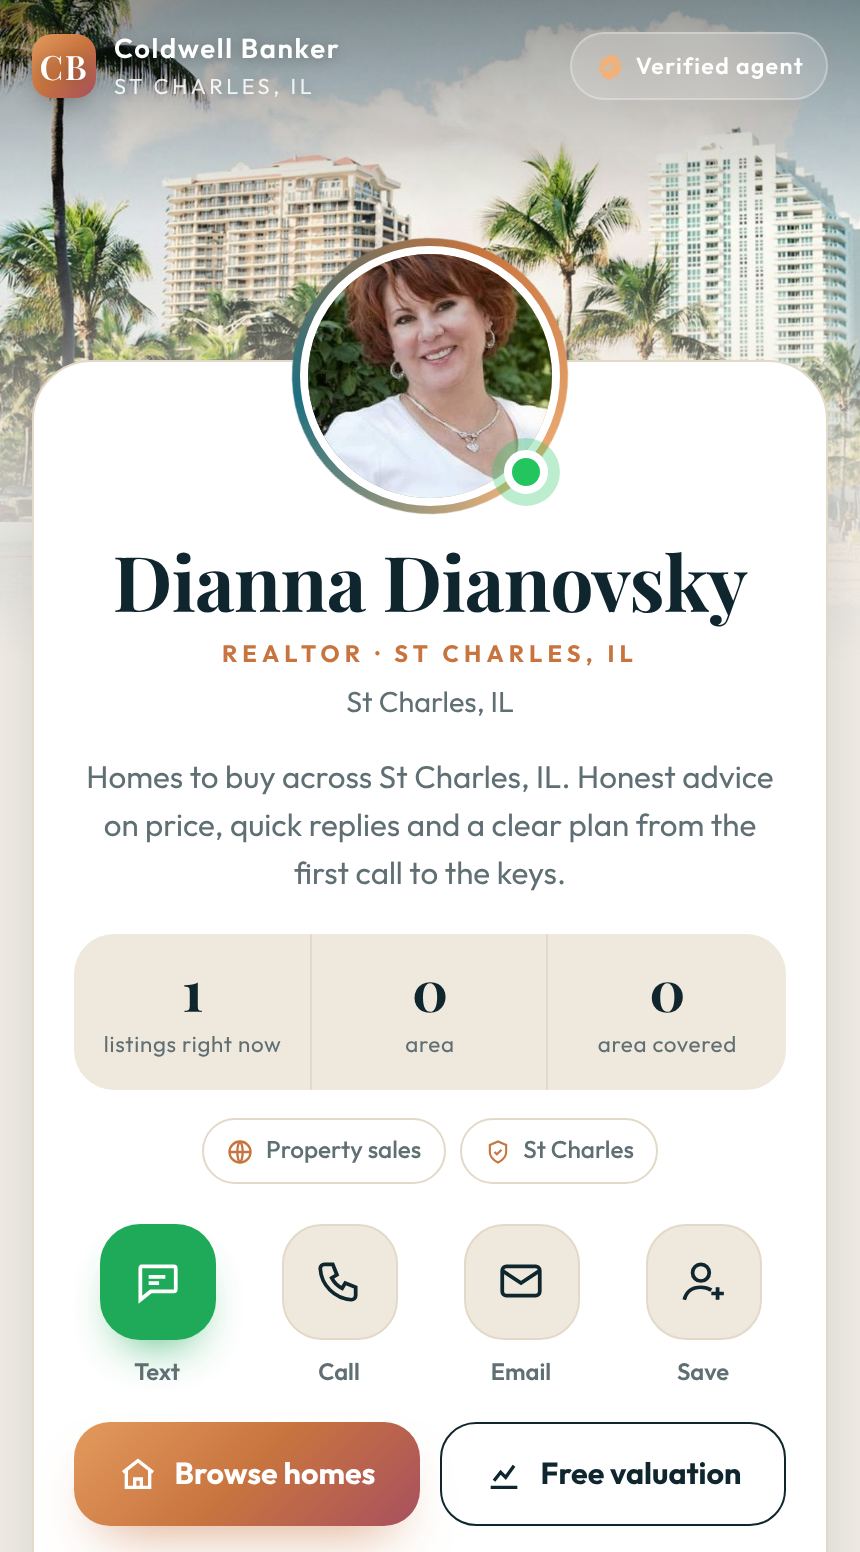 CB
Coldwell Banker
ST CHARLES, IL
Verified agent
Dianna Dianovsky
REALTOR · ST CHARLES, IL
St Charles, IL
Homes to buy across St Charles, IL. Honest advice
on price, quick replies and a clear plan from the
first call to the keys.
1
listings right now
0
area
0
area covered
Property sales
St Charles
Text
Call
Email
Save
Browse homes
Free valuation